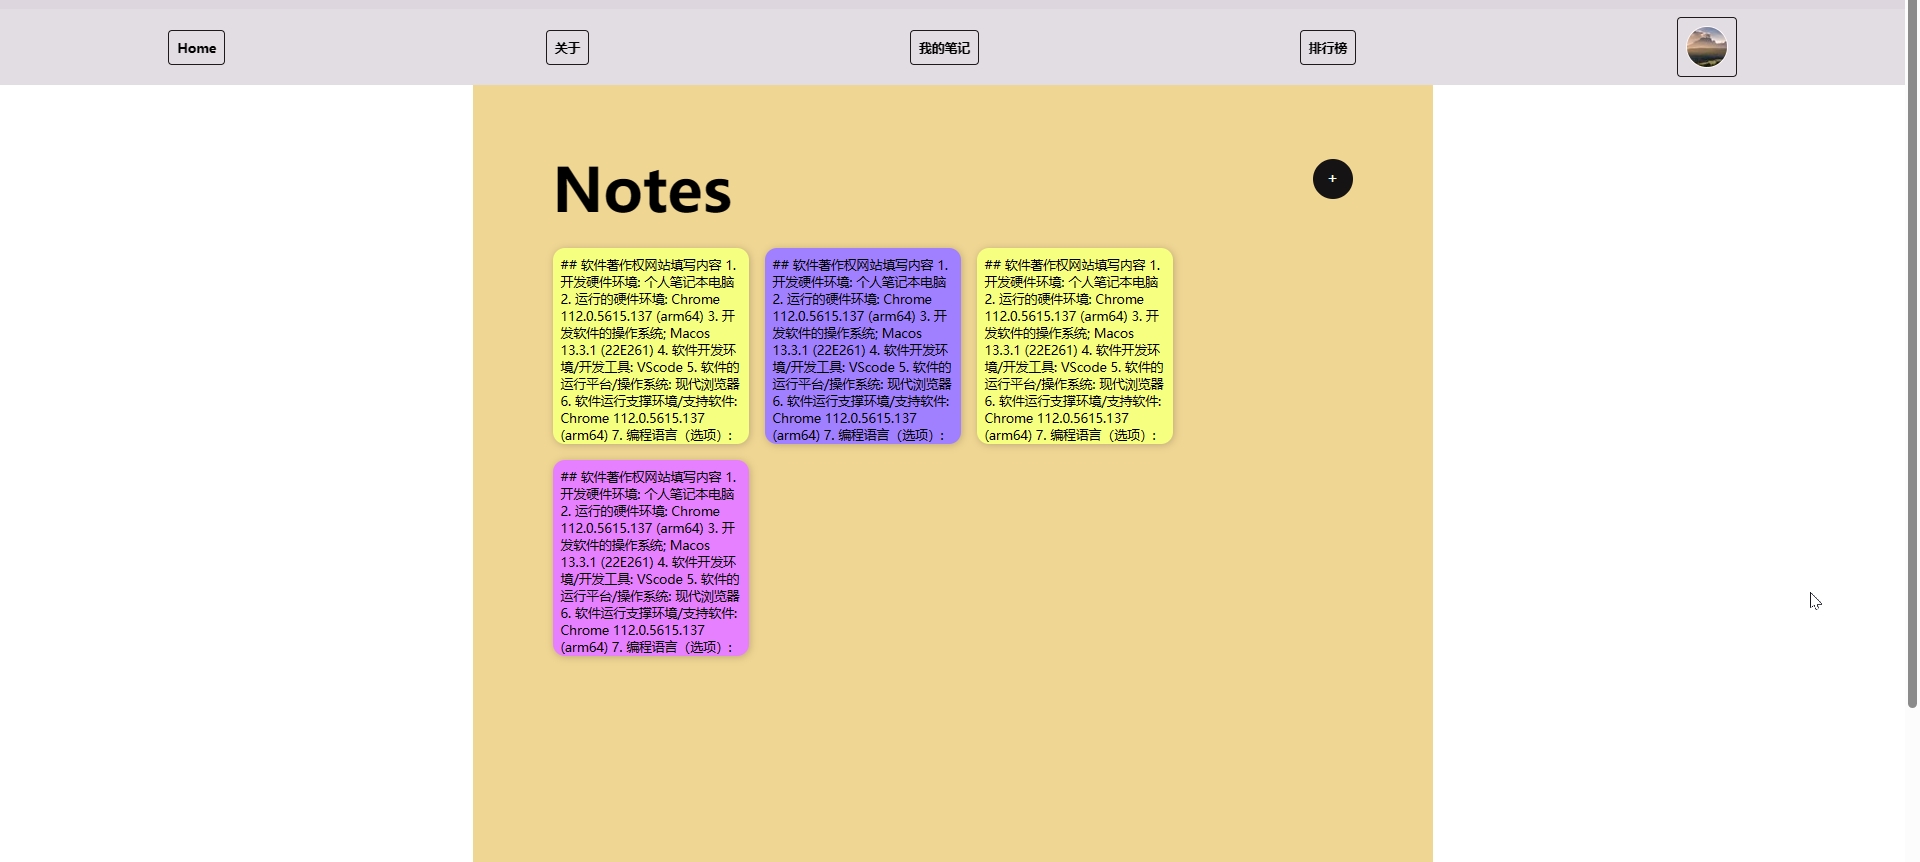 Home
关于
我的笔记
排行榜
Notes
+
## 软件著作权网站填写内容 1.
开发硬件环境: 个人笔记本电脑
2. 运行的硬件环境: Chrome
112.0.5615.137 (arm64) 3. 开
发软件的操作系统; Macos
13.3.1 (22E261) 4. 软件开发环
境/开发工具: VScode 5. 软件的
运行平台/操作系统: 现代浏览器
6. 软件运行支撑环境/支持软件:
Chrome 112.0.5615.137
(arm64) 7. 编程语言（选项）:
## 软件著作权网站填写内容 1.
开发硬件环境: 个人笔记本电脑
2. 运行的硬件环境: Chrome
112.0.5615.137 (arm64) 3. 开
发软件的操作系统; Macos
13.3.1 (22E261) 4. 软件开发环
境/开发工具: VScode 5. 软件的
运行平台/操作系统: 现代浏览器
6. 软件运行支撑环境/支持软件:
Chrome 112.0.5615.137
(arm64) 7. 编程语言（选项）:
## 软件著作权网站填写内容 1.
开发硬件环境: 个人笔记本电脑
2. 运行的硬件环境: Chrome
112.0.5615.137 (arm64) 3. 开
发软件的操作系统; Macos
13.3.1 (22E261) 4. 软件开发环
境/开发工具: VScode 5. 软件的
运行平台/操作系统: 现代浏览器
6. 软件运行支撑环境/支持软件:
Chrome 112.0.5615.137
(arm64) 7. 编程语言（选项）:
## 软件著作权网站填写内容 1.
开发硬件环境: 个人笔记本电脑
2. 运行的硬件环境: Chrome
112.0.5615.137 (arm64) 3. 开
发软件的操作系统; Macos
13.3.1 (22E261) 4. 软件开发环
境/开发工具: VScode 5. 软件的
运行平台/操作系统: 现代浏览器
6. 软件运行支撑环境/支持软件:
Chrome 112.0.5615.137
(arm64) 7. 编程语言（选项）: